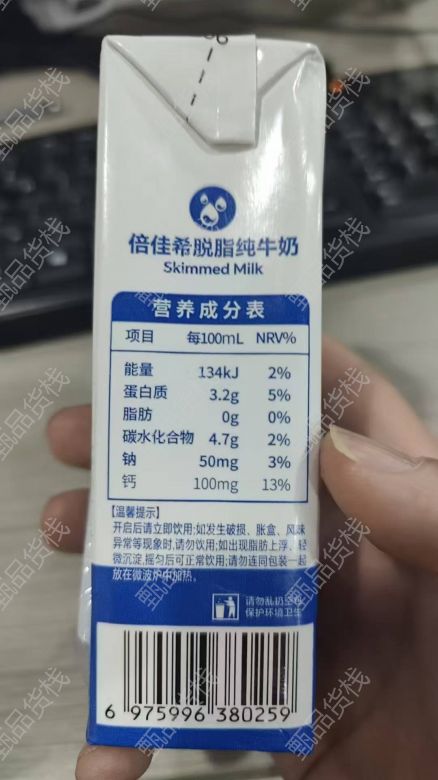 倍佳希脱脂纯牛奶
Skimmed Milk
营养成分表
项目 每100mL NRV%
能量 134kJ 2%
蛋白质 3.2g 5%
脂肪 0g 0%
碳水化合物 4.7g 2%
钠 50mg 3%
钙 100mg 13%
【温馨提示】
开启后请立即饮用;如发生破损、胀盒、风味
异常等现象时,请勿饮用;如出现脂肪上浮、轻
微沉淀,摇匀后可正常饮用;请勿连同包装一起
放在微波炉中加热。
请勿乱扔空包
保护环境卫生
6 975996 380259
甄品货栈